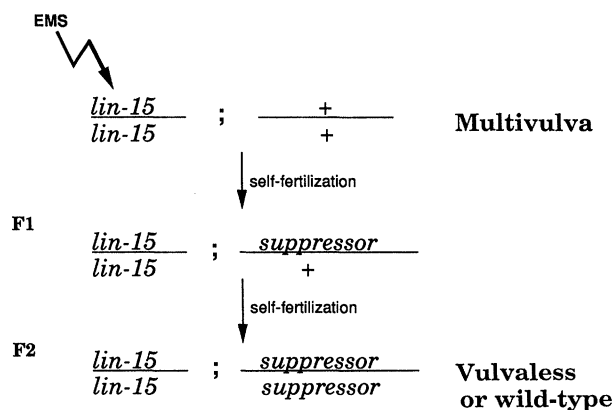 EMS
lin-15 ; +
lin-15 + Multivulva
self-fertilization
F1
lin-15 ; suppressor
lin-15 +
self-fertilization
F2
lin-15 ; suppressor Vulvaless
lin-15 suppressor or wild-type